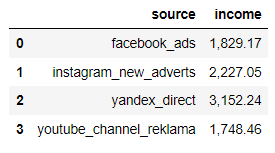 source income
0 facebook_ads 1,829.17
1 instagram_new_adverts 2,227.05
2 yandex_direct 3,152.24
3 youtube_channel_reklama 1,748.46